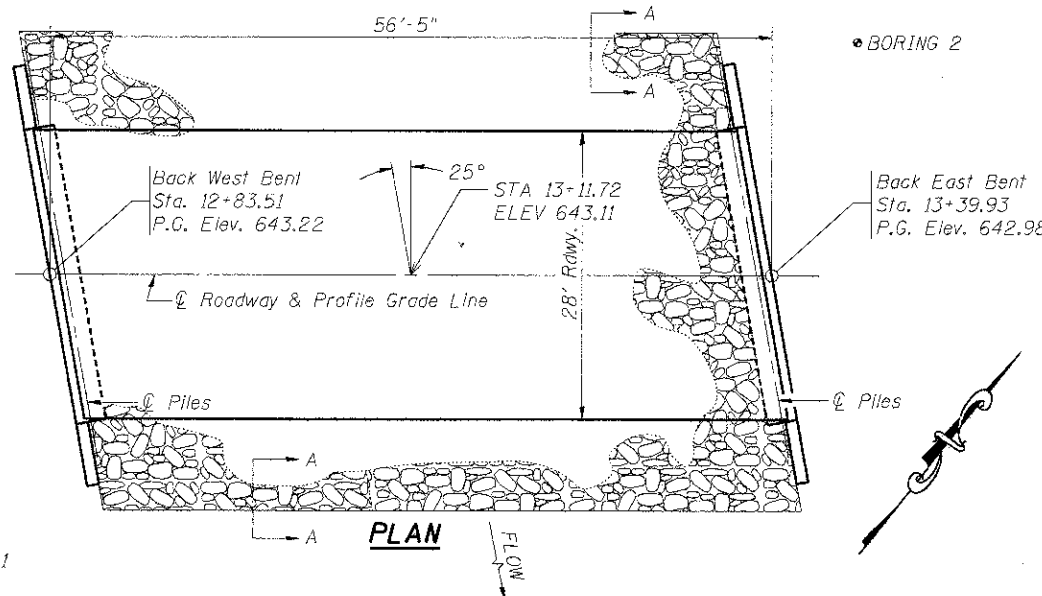 56'-5"
A
BORING 2
A
25°
Back West Bent
Sta. 12+83.51
P.G. Elev. 643.22
STA 13+11.72
ELEV 643.11
Back East Bent
Sta. 13+39.93
P.G. Elev. 642.98
28' Rdwy.
℄ Roadway & Profile Grade Line
℄ Piles
℄ Piles
A
A
PLAN
FLOW
1